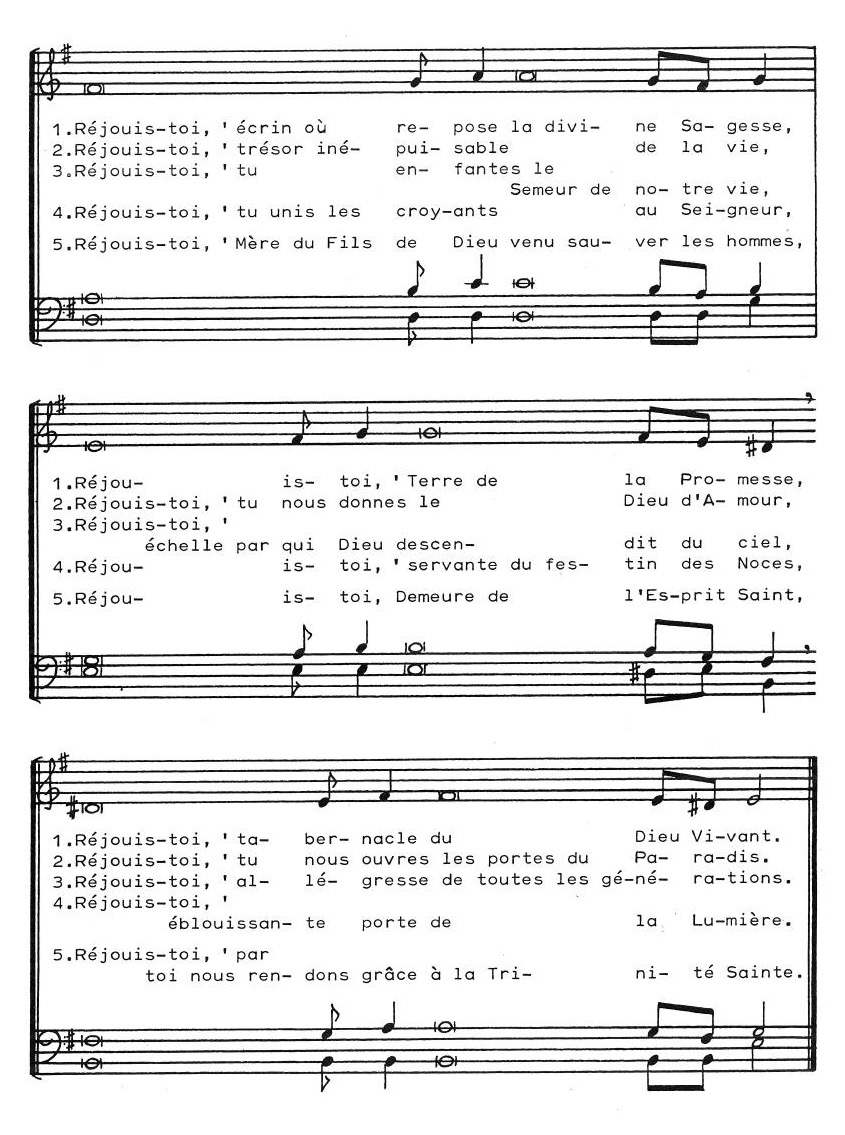 1.Réjouis-toi, ' écrin où re- pose la divi- ne Sa- gesse,
2.Réjouis-toi, ' trésor iné- pui- sable de la vie,
3.Réjouis-toi, ' tu en- fantes le
Semeur de no- tre vie,
4.Réjouis-toi, ' tu unis les croy-ants au Sei-gneur,
5.Réjouis-toi, ' Mère du Fils de Dieu venu sau- ver les hommes,
1.Réjou- is- toi, ' Terre de la Pro- messe,
2.Réjouis-toi, ' tu nous donnes le Dieu d'A- mour,
3.Réjouis-toi, '
échelle par qui Dieu descen- dit du ciel,
4.Réjou- is- toi, ' servante du fes- tin des Noces,
5.Réjou- is- toi, Demeure de l'Es-prit Saint,
1.Réjouis-toi, ' ta- ber- nacle du Dieu Vi-vant.
2.Réjouis-toi, ' tu nous ouvres les portes du Pa- ra-dis.
3.Réjouis-toi, ' al- lé- gresse de toutes les gé-né- ra-tions.
4.Réjouis-toi, '
éblouissan- te porte de la Lu-mière.
5.Réjouis-toi, ' par
toi nous ren- dons grâce à la Tri- ni- té Sainte.